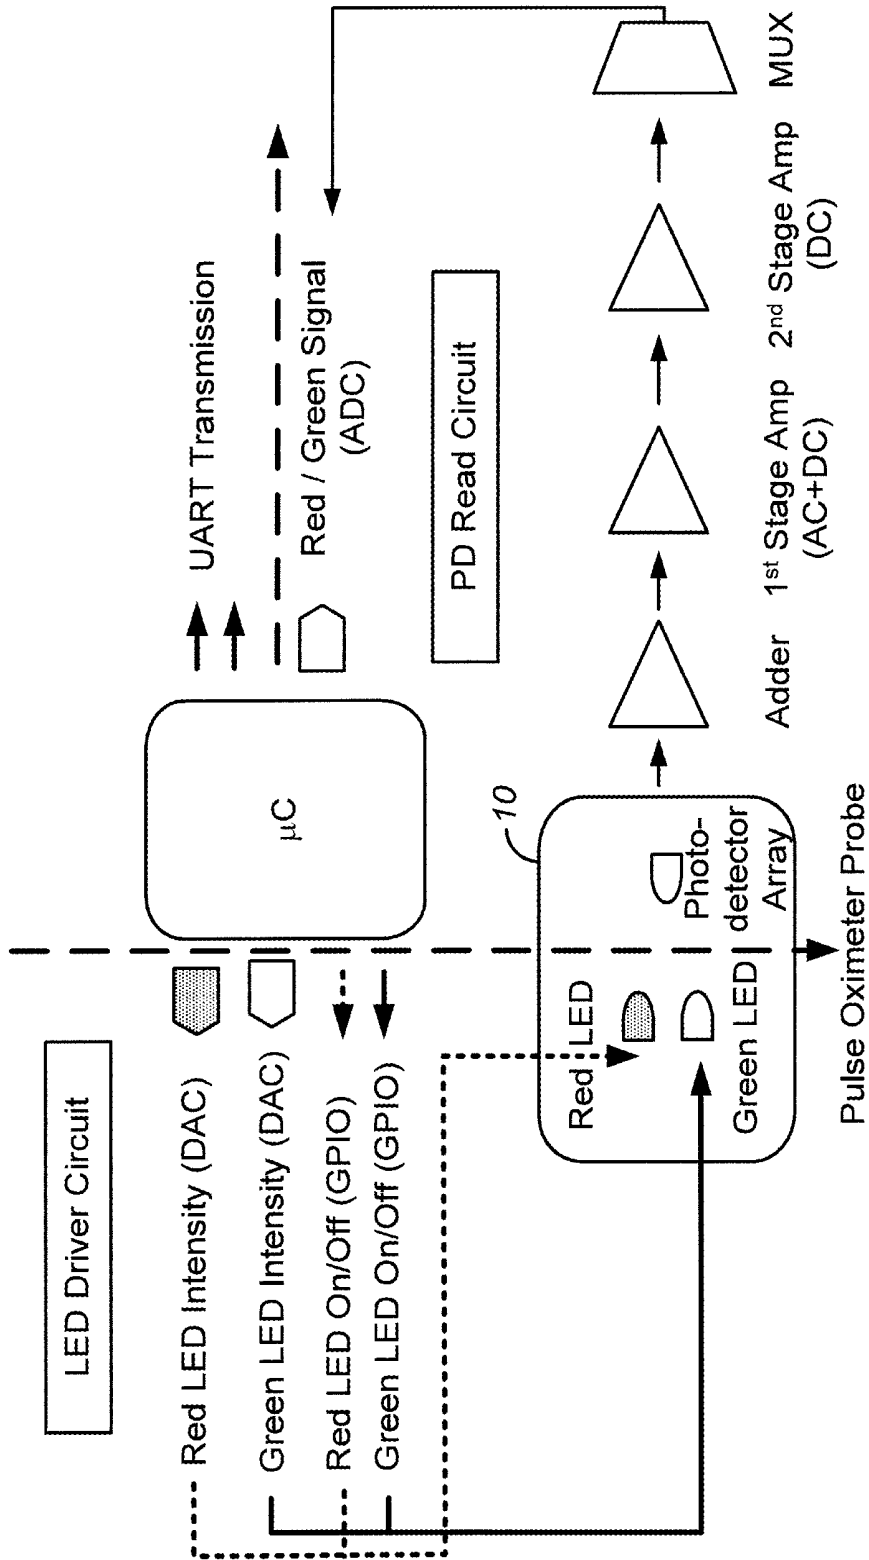 LED Driver Circuit
Red LED Intensity (DAC)
Green LED Intensity (DAC)
Red LED On/Off (GPIO)
Green LED On/Off (GPIO)
μC
UART Transmission
Red / Green Signal
(ADC)
PD Read Circuit
10
Red LED
Green LED
Photo-
detector
Array
Pulse Oximeter Probe
Adder
1st Stage Amp
(AC+DC)
2nd Stage Amp
(DC)
MUX